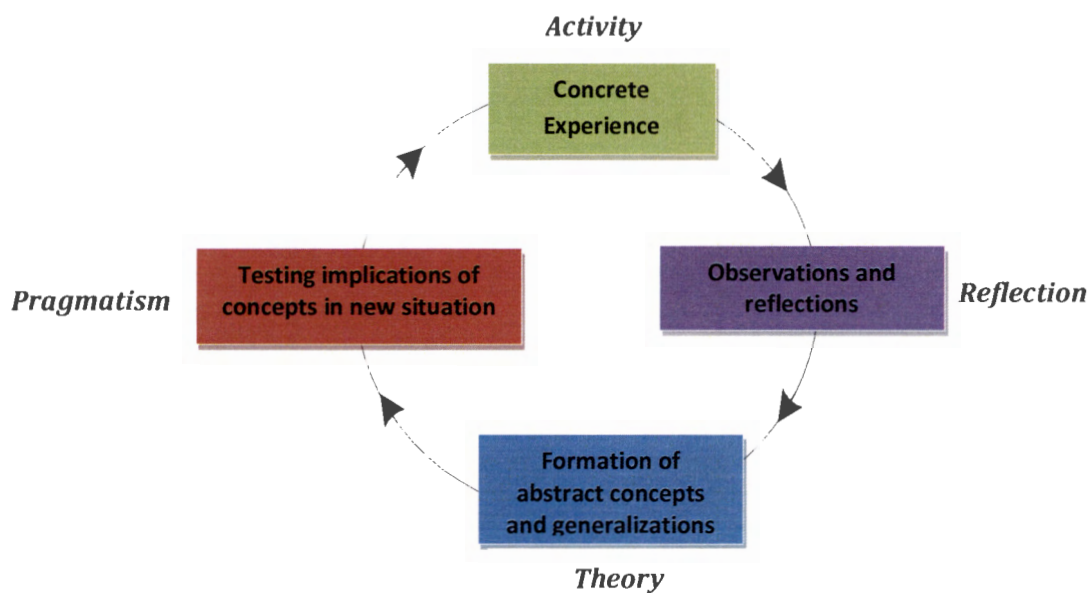 Activity
Concrete
Experience
Testing implications of
concepts in new situation
Pragmatism
Observations and
reflections
Reflection
Formation of
abstract concepts
and generalizations
Theory